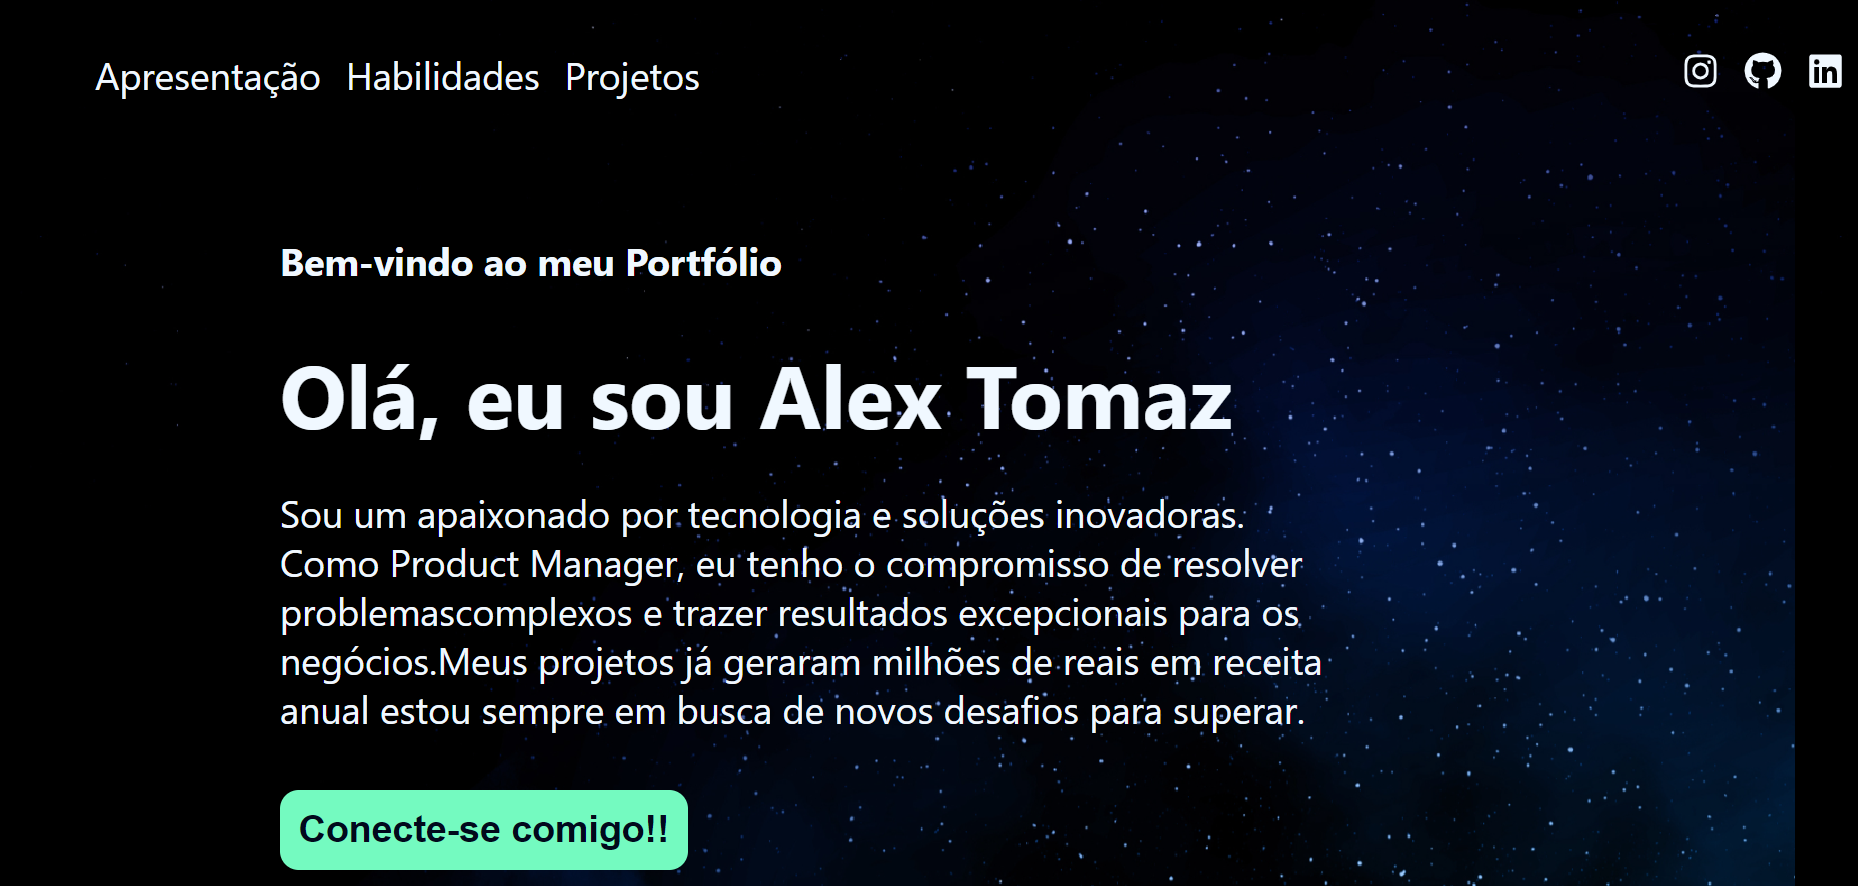 Apresentação Habilidades Projetos
Bem-vindo ao meu Portfólio
Olá, eu sou Alex Tomaz
Sou um apaixonado por tecnologia e soluções inovadoras.
Como Product Manager, eu tenho o compromisso de resolver
problemascomplexos e trazer resultados excepcionais para os
negócios.Meus projetos já geraram milhões de reais em receita
anual estou sempre em busca de novos desafios para superar.
Conecte-se comigo!!